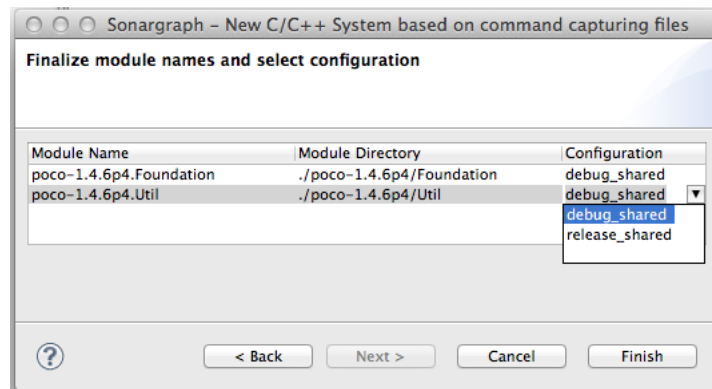 Sonargraph – New C/C++ System based on command capturing files
Finalize module names and select configuration
Module Name Module Directory Configuration
poco-1.4.6p4.Foundation ./poco-1.4.6p4/Foundation debug_shared
poco-1.4.6p4.Util ./poco-1.4.6p4/Util debug_shared
debug_shared
release_shared
? < Back Next > Cancel Finish